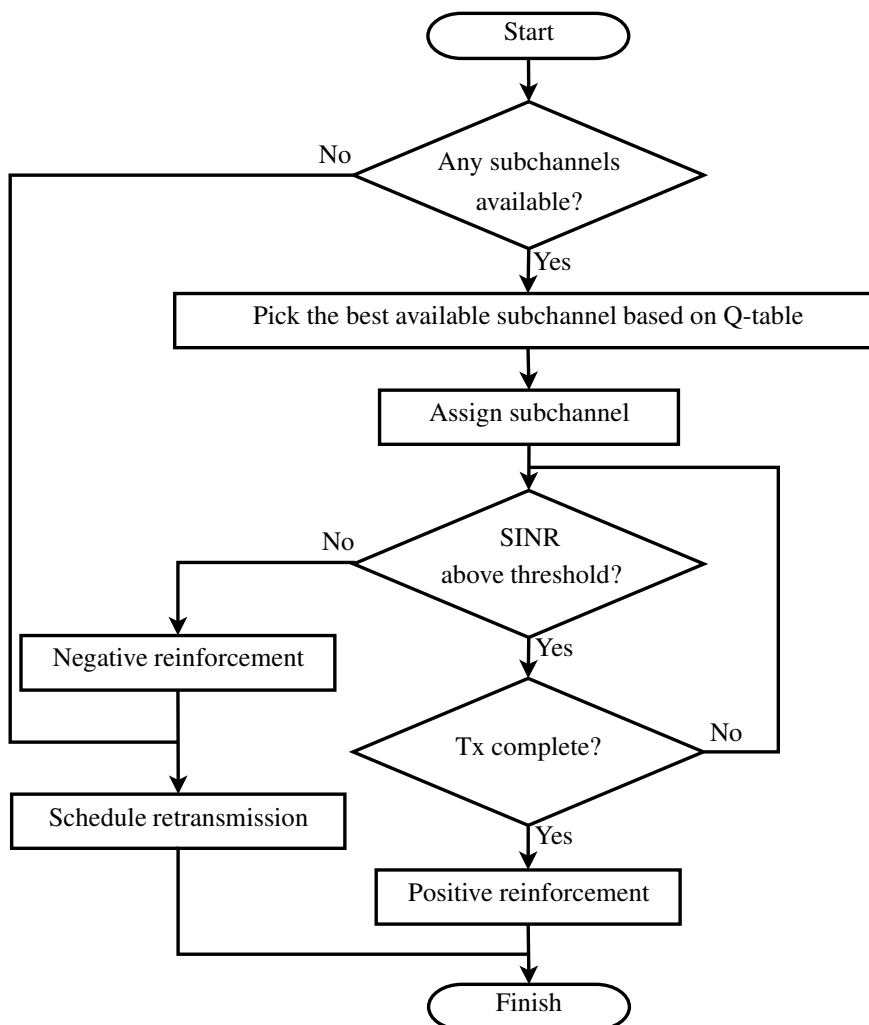 Start
No
Any subchannels
available?
Yes
Pick the best available subchannel based on Q-table
Assign subchannel
No
SINR
above threshold?
Yes
Negative reinforcement
Tx complete?
No
Schedule retransmission
Yes
Positive reinforcement
Finish